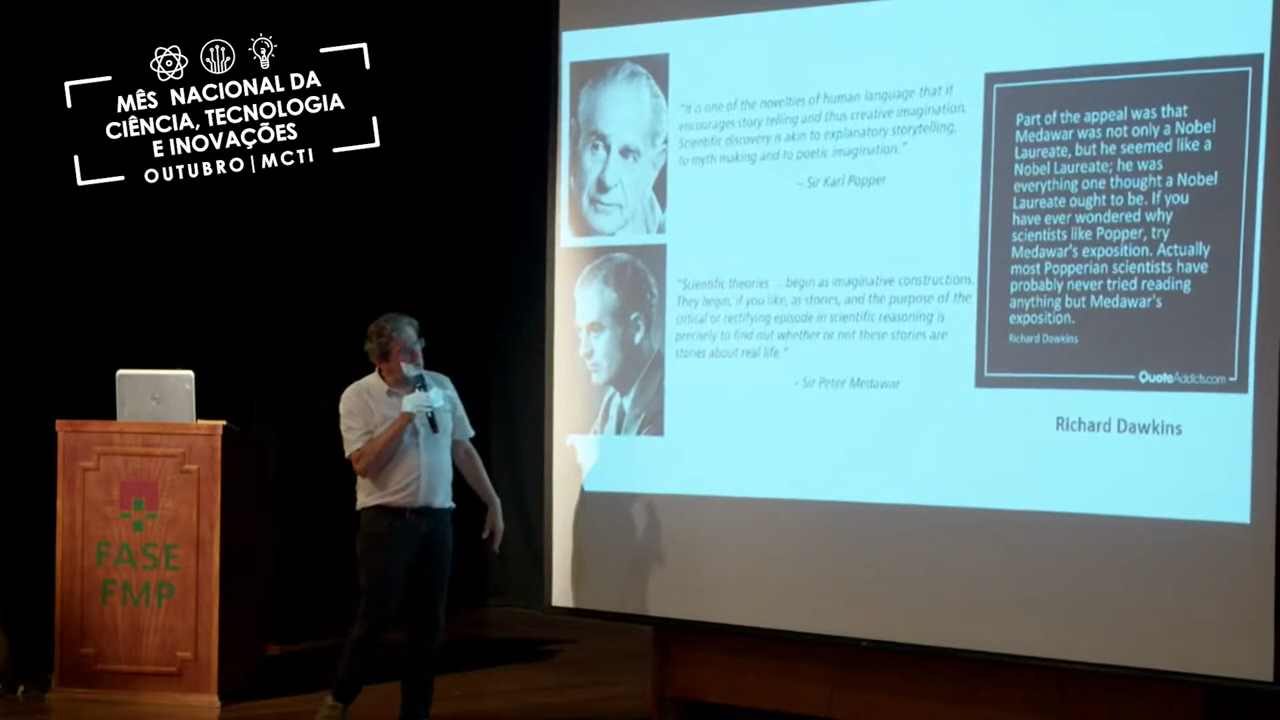 MÊS NACIONAL DA
CIÊNCIA, TECNOLOGIA
E INOVAÇÕES
OUTUBRO | MCTI
"It is one of the novelties of human language that it
encourages story telling and thus creative imagination.
Scientific discovery is akin to explanatory storytelling,
to myth making and to poetic imagination."
– Sir Karl Popper
"Scientific theories ... begin as imaginative constructions.
They begin, if you like, as stories, and the purpose of the
critical or rectifying episode in scientific reasoning is
precisely to find out whether or not these stories are
stories about real life."
- Sir Peter Medawar
Part of the appeal was that
Medawar was not only a Nobel
Laureate, but he seemed like a
Nobel Laureate; he was
everything one thought a Nobel
Laureate ought to be. If you
have ever wondered why
scientists like Popper, try
Medawar's exposition. Actually
most Popperian scientists have
probably never tried reading
anything but Medawar's
exposition.
Richard Dawkins
QuoteAddicts.com
Richard Dawkins
FASE
FMP